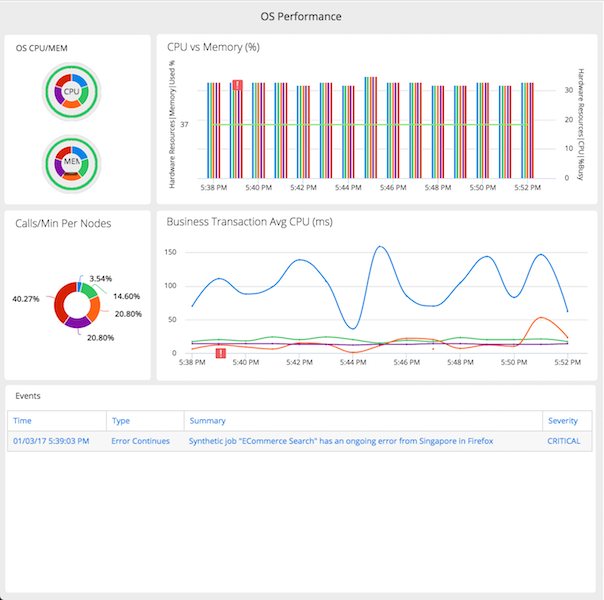 OS Performance
OS CPU/MEM
CPU
MEM
CPU vs Memory (%)
Hardware Resources|Memory|Used %
37
30
20
10
0
Hardware Resources|CPU|%Busy
5:38 PM 5:40 PM 5:42 PM 5:44 PM 5:46 PM 5:48 PM 5:50 PM 5:52 PM
Calls/Min Per Nodes
3.54%
14.60%
20.80%
20.80%
40.27%
Business Transaction Avg CPU (ms)
150
100
50
0
5:38 PM 5:40 PM 5:42 PM 5:44 PM 5:46 PM 5:48 PM 5:50 PM 5:52 PM
Events
Time Type Summary Severity
01/03/17 5:39:03 PM Error Continues Synthetic job "ECommerce Search" has an ongoing error from Singapore in Firefox CRITICAL